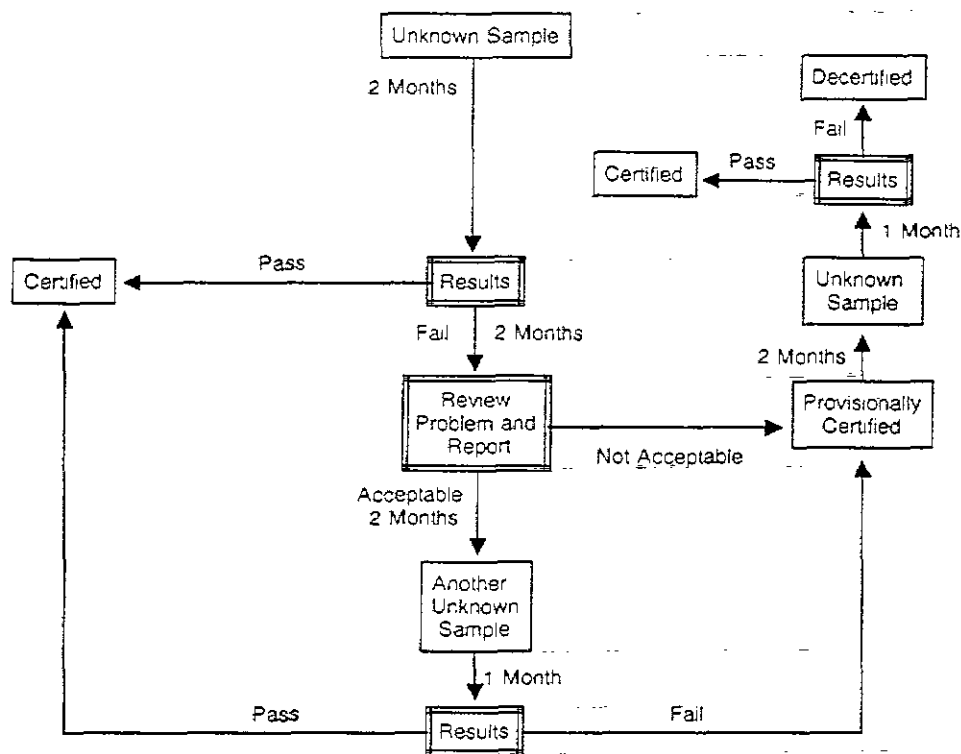 Unknown Sample
2 Months
Decertified
Fail
Pass
Certified
Results
1 Month
Pass
Certified
Results
Unknown
Sample
Fail
2 Months
2 Months
Review
Problem and
Report
Provisionally
Certified
Not Acceptable
Acceptable
2 Months
Another
Unknown
Sample
1 Month
Pass
Results
Fail